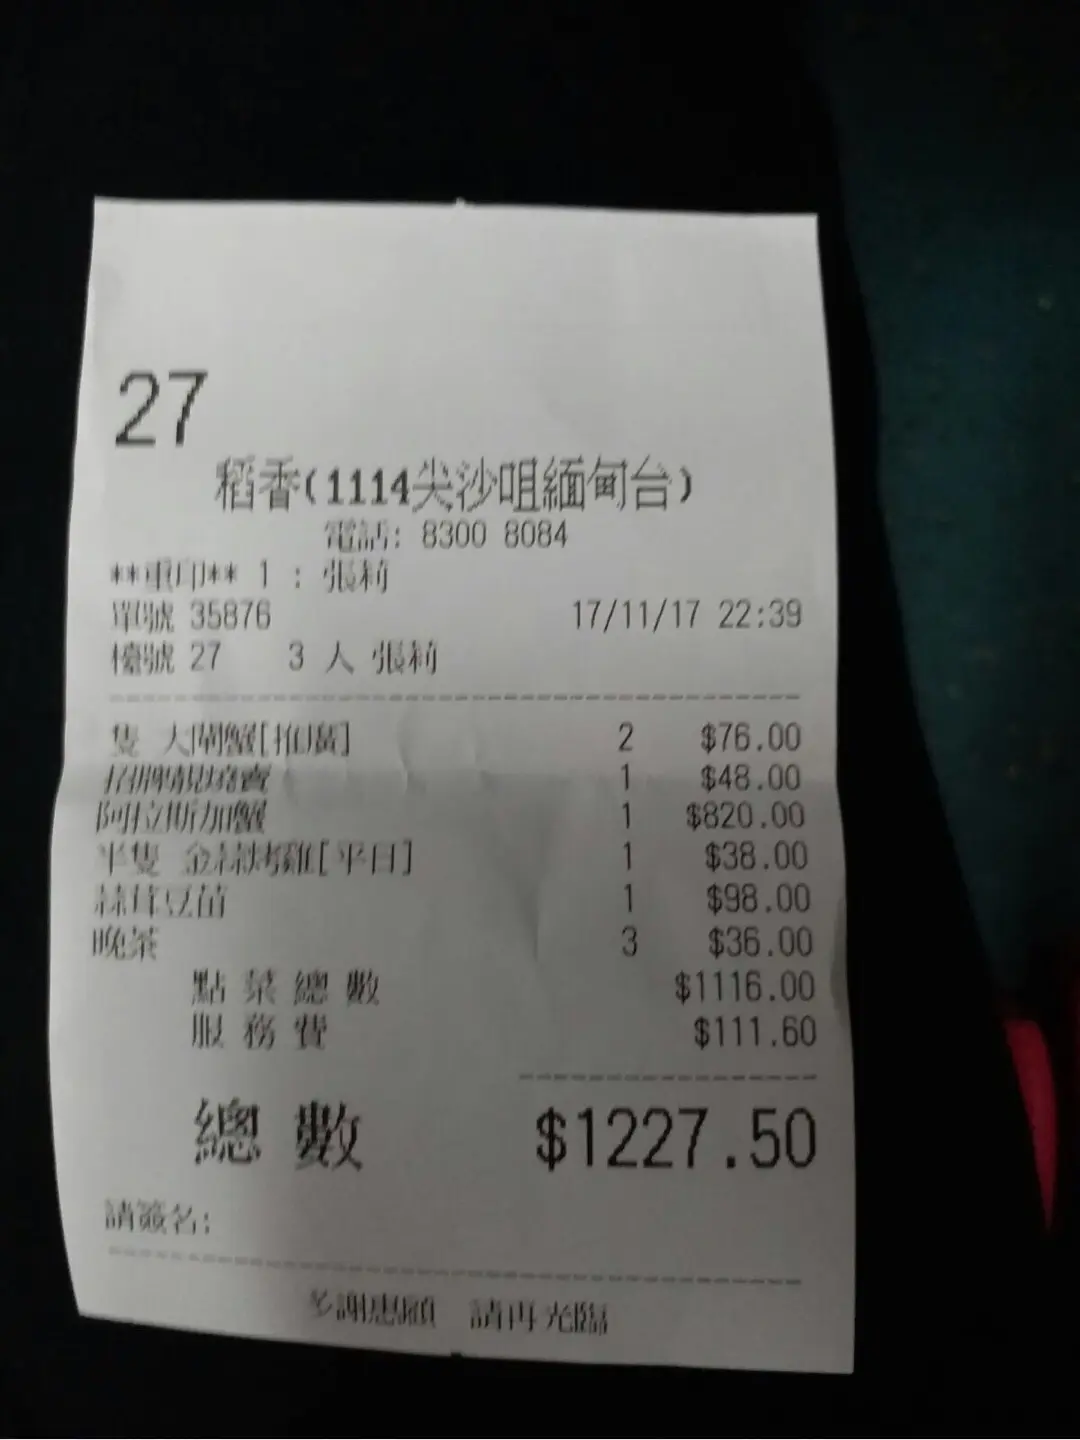 27
稻香(1114尖沙咀緬甸台)
電話: 8300 8084
**重印** 1 : 張莉
單號 35876 17/11/17 22:39
檯號 27 3 人 張莉
隻 大閘蟹[推廣] 2 $76.00
招牌靚燒賣 1 $48.00
阿拉斯加蟹 1 $820.00
半隻 金蒜烤雞[平日] 1 $38.00
蒜茸豆苗 1 $98.00
晚茶 3 $36.00
點菜總數 $1116.00
服務費 $111.60
總數 $1227.50
請簽名:
多謝惠顧 請再光臨